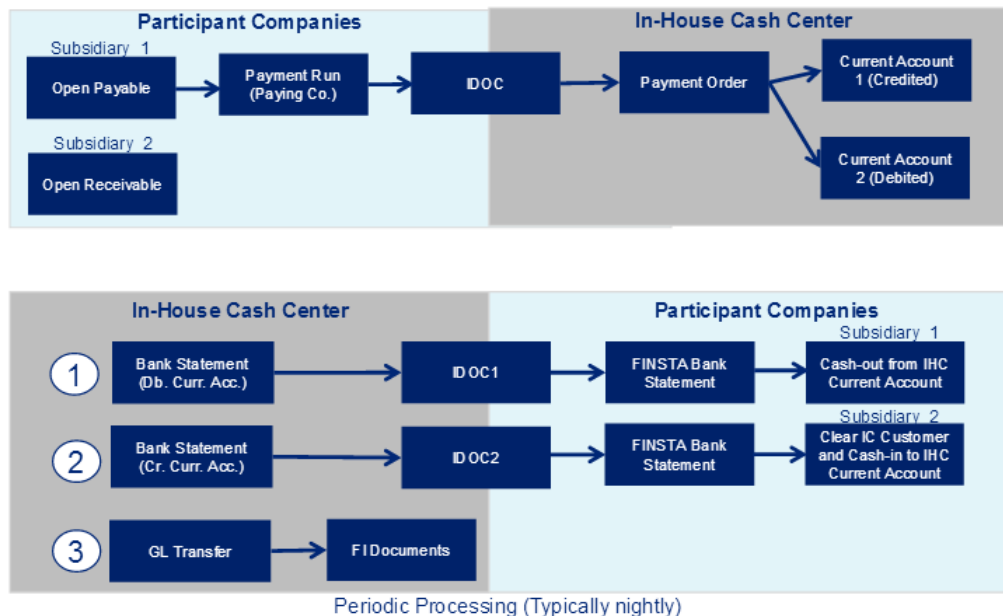 Participant Companies
In-House Cash Center
Subsidiary 1
Open Payable
Payment Run
(Paying Co.)
IDOC
Payment Order
Current Account
1 (Credited)
Subsidiary 2
Open Receivable
Current Account
2 (Debited)
In-House Cash Center
Participant Companies
Subsidiary 1
1
Bank Statement
(Db. Curr. Acc.)
IDOC1
FINSTA Bank
Statement
Cash-out from IHC
Current Account
Subsidiary 2
2
Bank Statement
(Cr. Curr. Acc.)
IDOC2
FINSTA Bank
Statement
Clear IC Customer
and Cash-in to IHC
Current Account
3
GL Transfer
FI Documents
Periodic Processing (Typically nightly)